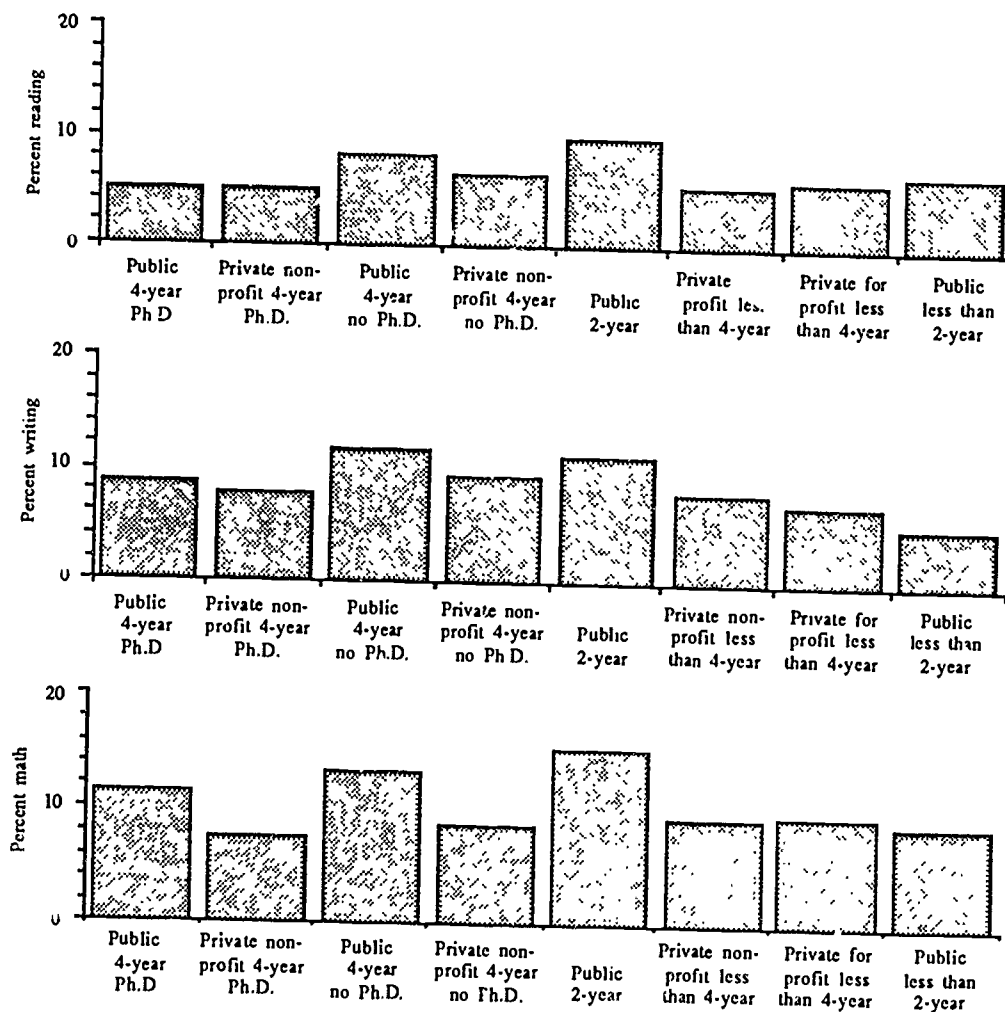 20
10
0
Percent reading
Public
4-year
Ph D
Private non-
profit 4-year
Ph.D.
Public
4-year
no Ph.D.
Private non-
profit 4-year
no Ph.D.
Public
2-year
Private
profit les.
than 4-year
Private for
profit less
than 4-year
Public
less than
2-year
20
10
0
Percent writing
Public
4-year
Ph.D
Private non-
profit 4-year
Ph.D.
Public
4-year
no Ph.D.
Private non-
profit 4-year
no Ph D.
Public
2-year
Private non-
profit less
than 4-year
Private for
profit less
than 4-year
Public
less than
2-year
20
10
0
Percent math
Public
4-year
Ph.D
Private non-
profit 4-year
Ph.D.
Public
4-year
no Ph.D.
Private non-
profit 4-year
no Ph.D.
Public
2-year
Private non-
profit less
than 4-year
Private for
profit less
than 4-year
Public
less than
2-year